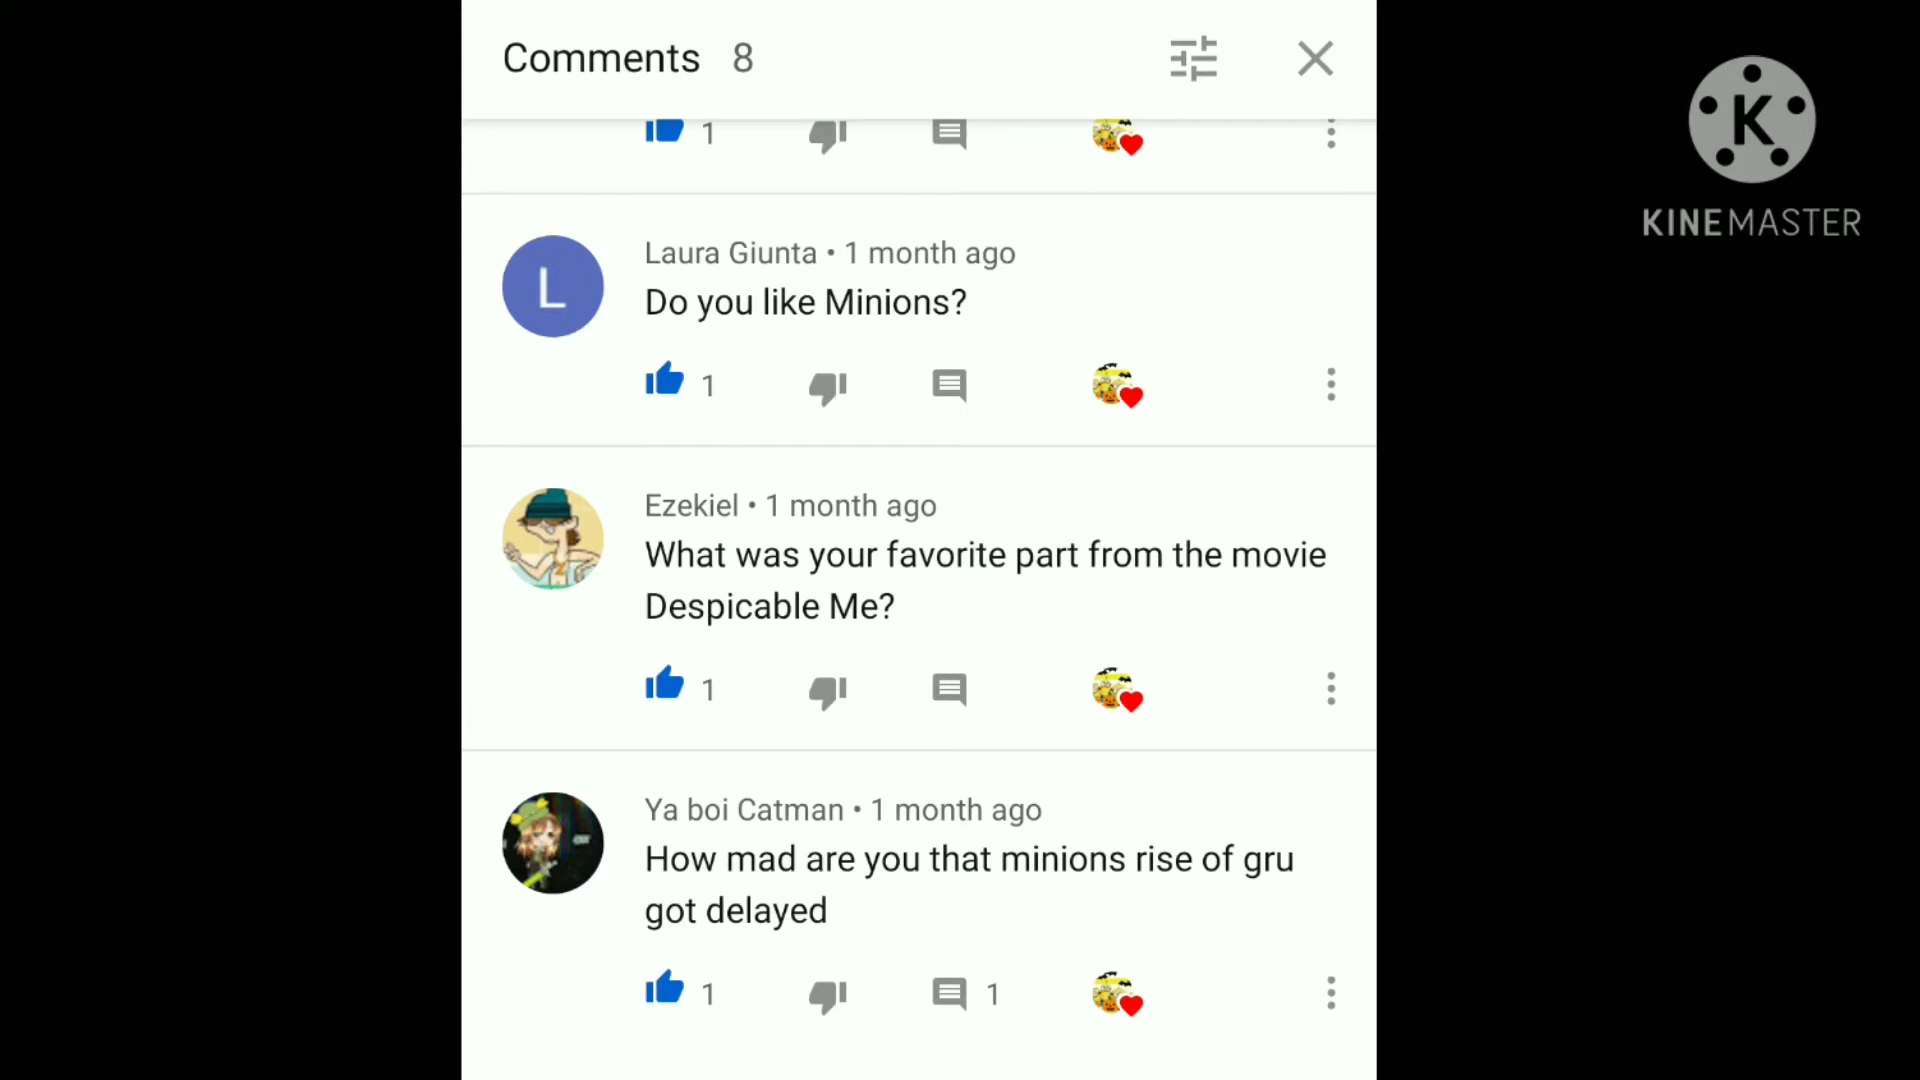 Comments 8
K
KINEMASTER
1
Laura Giunta • 1 month ago
L
Do you like Minions?
1
Ezekiel • 1 month ago
What was your favorite part from the movie
Despicable Me?
1
Ya boi Catman • 1 month ago
How mad are you that minions rise of gru
got delayed
1 1